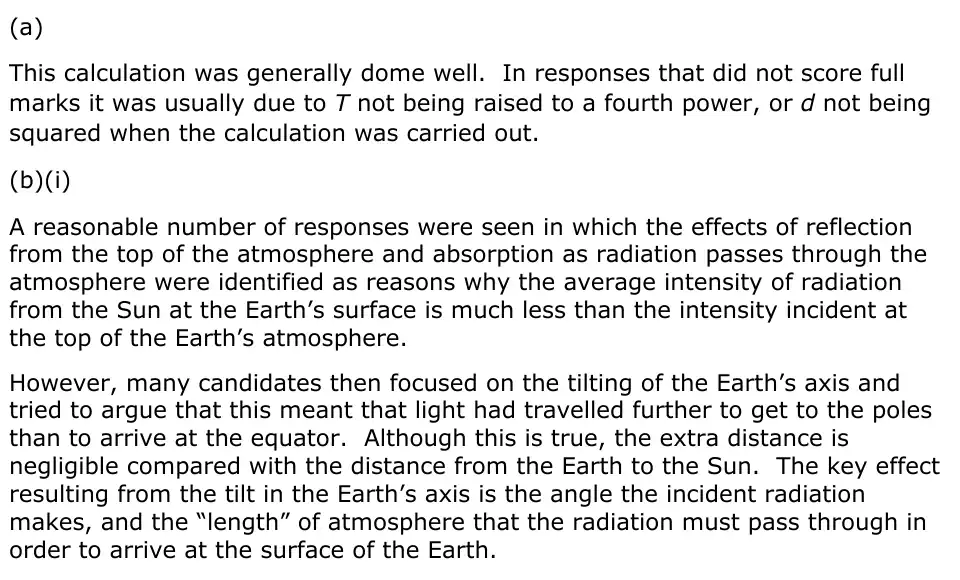 (a)
This calculation was generally dome well.  In responses that did not score full
marks it was usually due to T not being raised to a fourth power, or d not being
squared when the calculation was carried out.
(b)(i)
A reasonable number of responses were seen in which the effects of reflection
from the top of the atmosphere and absorption as radiation passes through the
atmosphere were identified as reasons why the average intensity of radiation
from the Sun at the Earth’s surface is much less than the intensity incident at
the top of the Earth’s atmosphere.
However, many candidates then focused on the tilting of the Earth’s axis and
tried to argue that this meant that light had travelled further to get to the poles
than to arrive at the equator.  Although this is true, the extra distance is
negligible compared with the distance from the Earth to the Sun.  The key effect
resulting from the tilt in the Earth’s axis is the angle the incident radiation
makes, and the “length” of atmosphere that the radiation must pass through in
order to arrive at the surface of the Earth.